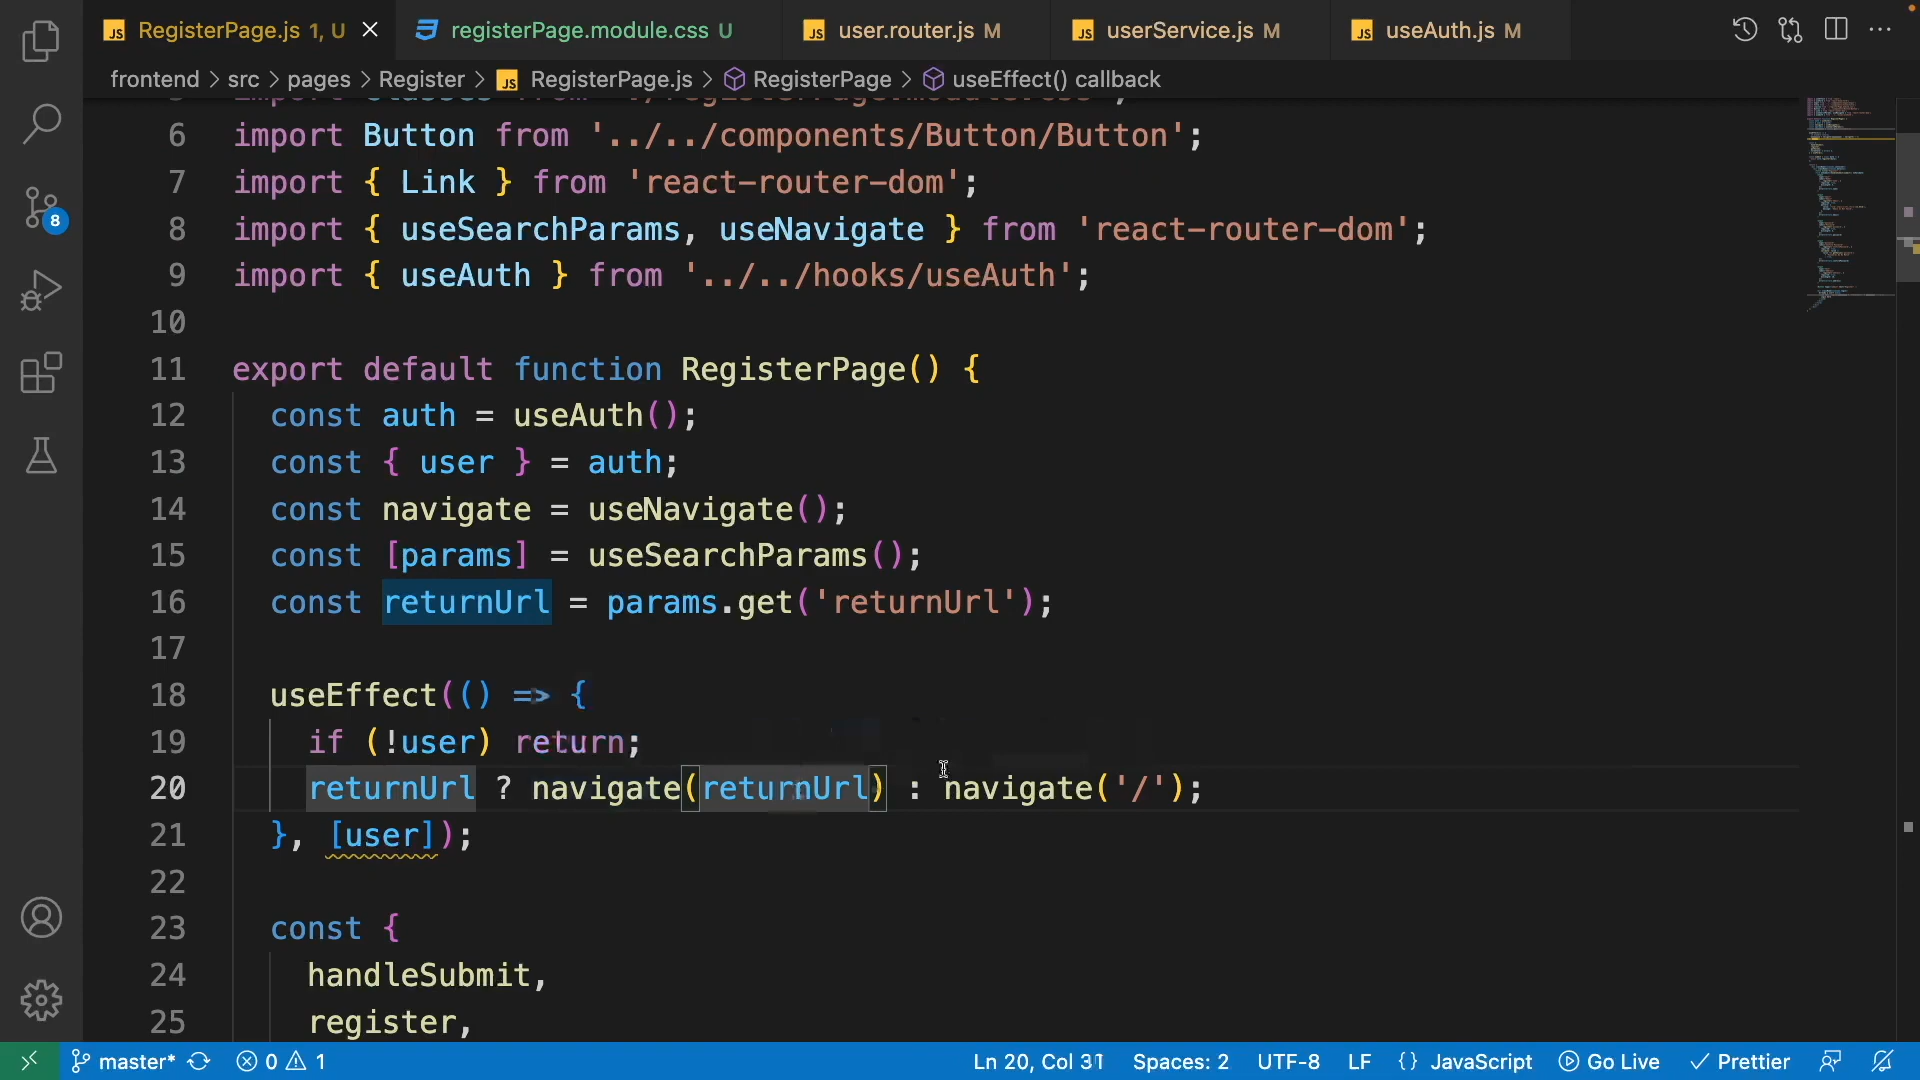 RegisterPage.js 1, U
registerPage.module.css U
user.router.js M
userService.js M
useAuth.js M
frontend > src > pages > Register > JS RegisterPage.js > RegisterPage > useEffect() callback
6 import Button from '../../components/Button/Button';
7 import { Link } from 'react-router-dom';
8 import { useSearchParams, useNavigate } from 'react-router-dom';
9 import { useAuth } from '../../hooks/useAuth';
10
11 export default function RegisterPage() {
12 const auth = useAuth();
13 const { user } = auth;
14 const navigate = useNavigate();
15 const [params] = useSearchParams();
16 const returnUrl = params.get('returnUrl');
17
18 useEffect(() => {
19 if (!user) return;
20 returnUrl ? navigate(returnUrl) : navigate('/');
21 }, [user]);
22
23 const {
24 handleSubmit,
25 register,
8
master* 0 1 Ln 20, Col 31 Spaces: 2 UTF-8 LF {} JavaScript Go Live Prettier